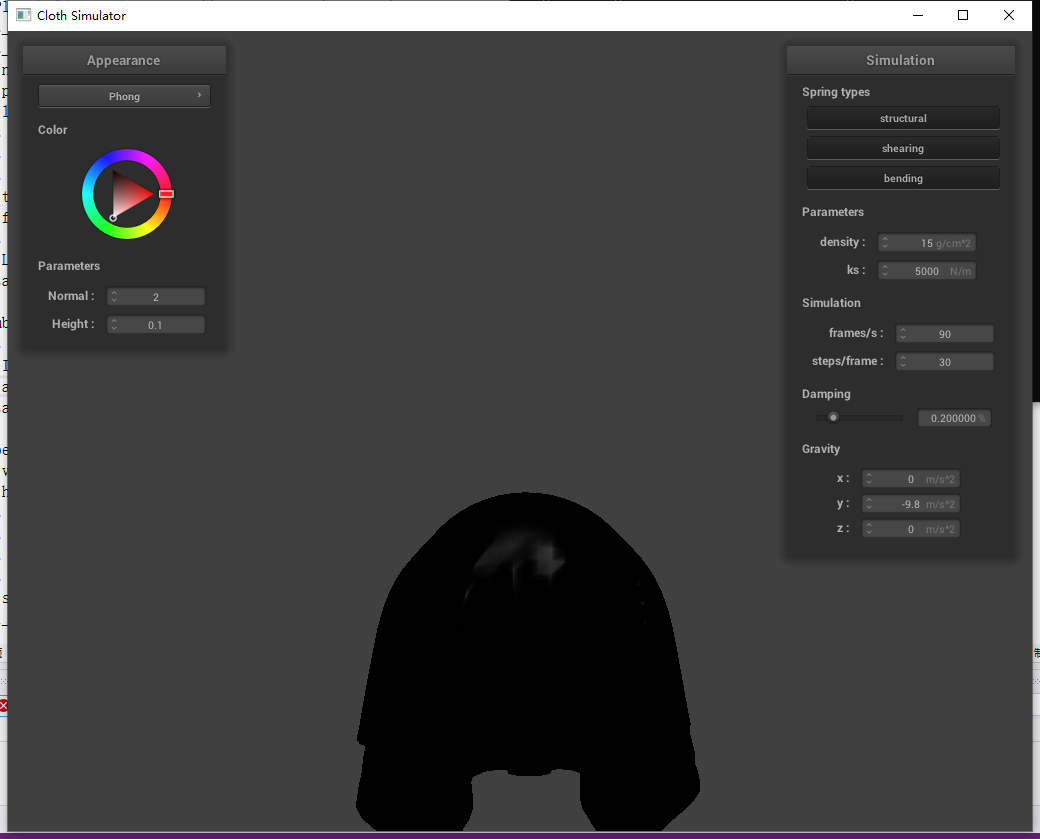 Cloth Simulator
Appearance
Phong
Color
Parameters
Normal : 2
Height : 0.1
Simulation
Spring types
structural
shearing
bending
Parameters
density : 15 g/cm^2
ks : 5000 N/m
Simulation
frames/s : 90
steps/frame : 30
Damping
0.200000 %
Gravity
x : 0 m/s^2
y : -9.8 m/s^2
z : 0 m/s^2